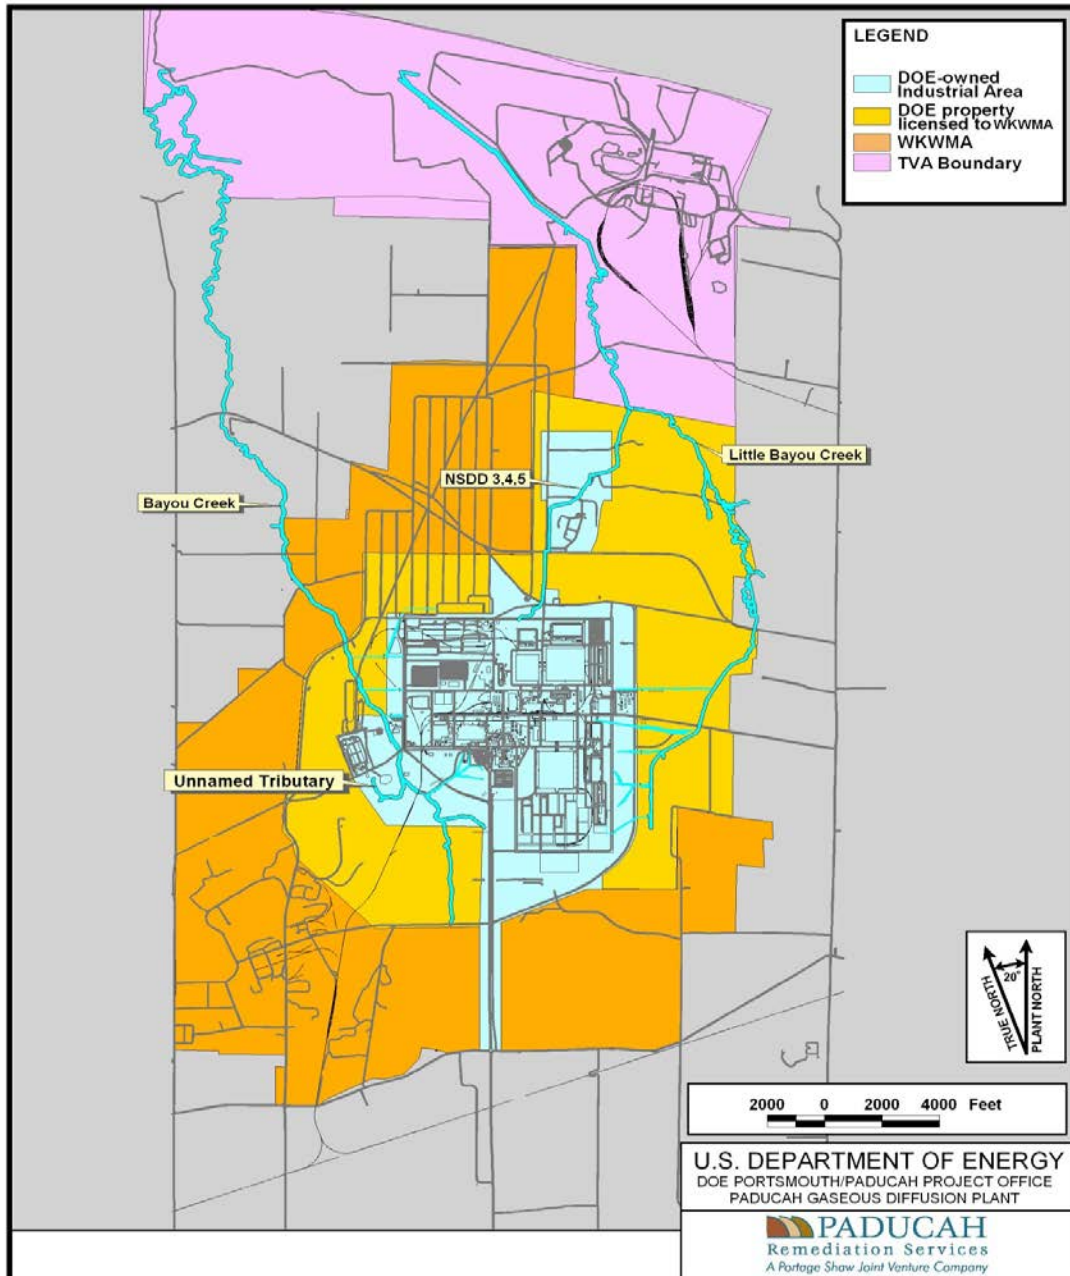 LEGEND
DOE-owned
Industrial Area
DOE property
licensed to WKWMA
WKWMA
TVA Boundary
Little Bayou Creek
NSDD 3,4,5
Bayou Creek
Unnamed Tributary
20°
TRUE NORTH
PLANT NORTH
2000 0 2000 4000 Feet
U.S. DEPARTMENT OF ENERGY
DOE PORTSMOUTH/PADUCAH PROJECT OFFICE
PADUCAH GASEOUS DIFFUSION PLANT
PADUCAH
Remediation Services
A Portage Shaw Joint Venture Company